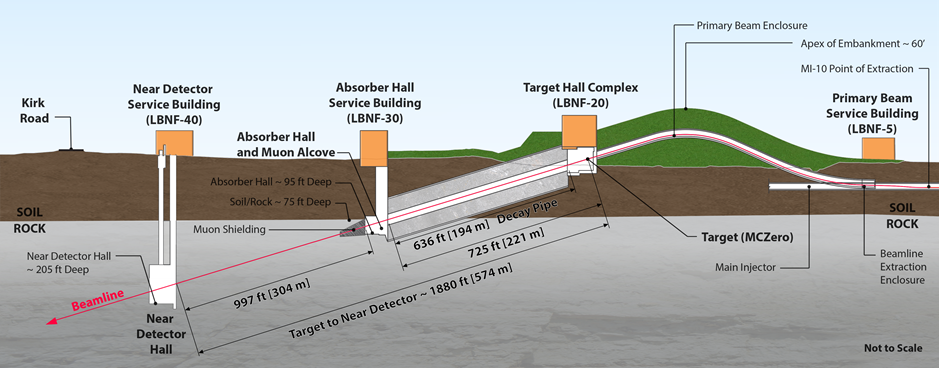 Primary Beam Enclosure
Apex of Embankment ~ 60'
MI-10 Point of Extraction
Kirk
Road
Near Detector
Service Building
(LBNF-40)
Absorber Hall
Service Building
(LBNF-30)
Target Hall Complex
(LBNF-20)
Primary Beam
Service Building
(LBNF-5)
Absorber Hall
and Muon Alcove
Absorber Hall ~ 95 ft Deep
Soil/Rock ~ 75 ft Deep
Muon Shielding
SOIL
ROCK
SOIL
ROCK
636 ft [194 m] Decay Pipe
725 ft [221 m]
Target (MCZero)
Main Injector
Beamline
Extraction
Enclosure
Near Detector Hall
~ 205 ft Deep
Beamline
997 ft [304 m]
Target to Near Detector ~ 1880 ft [574 m]
Near
Detector
Hall
Not to Scale